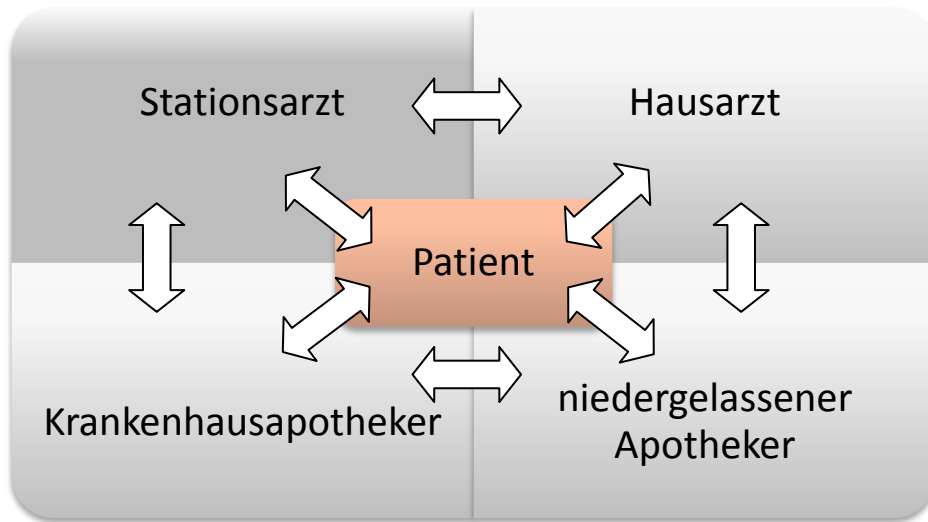 Stationsarzt
Hausarzt
Patient
Krankenhausapotheker
niedergelassener
Apotheker